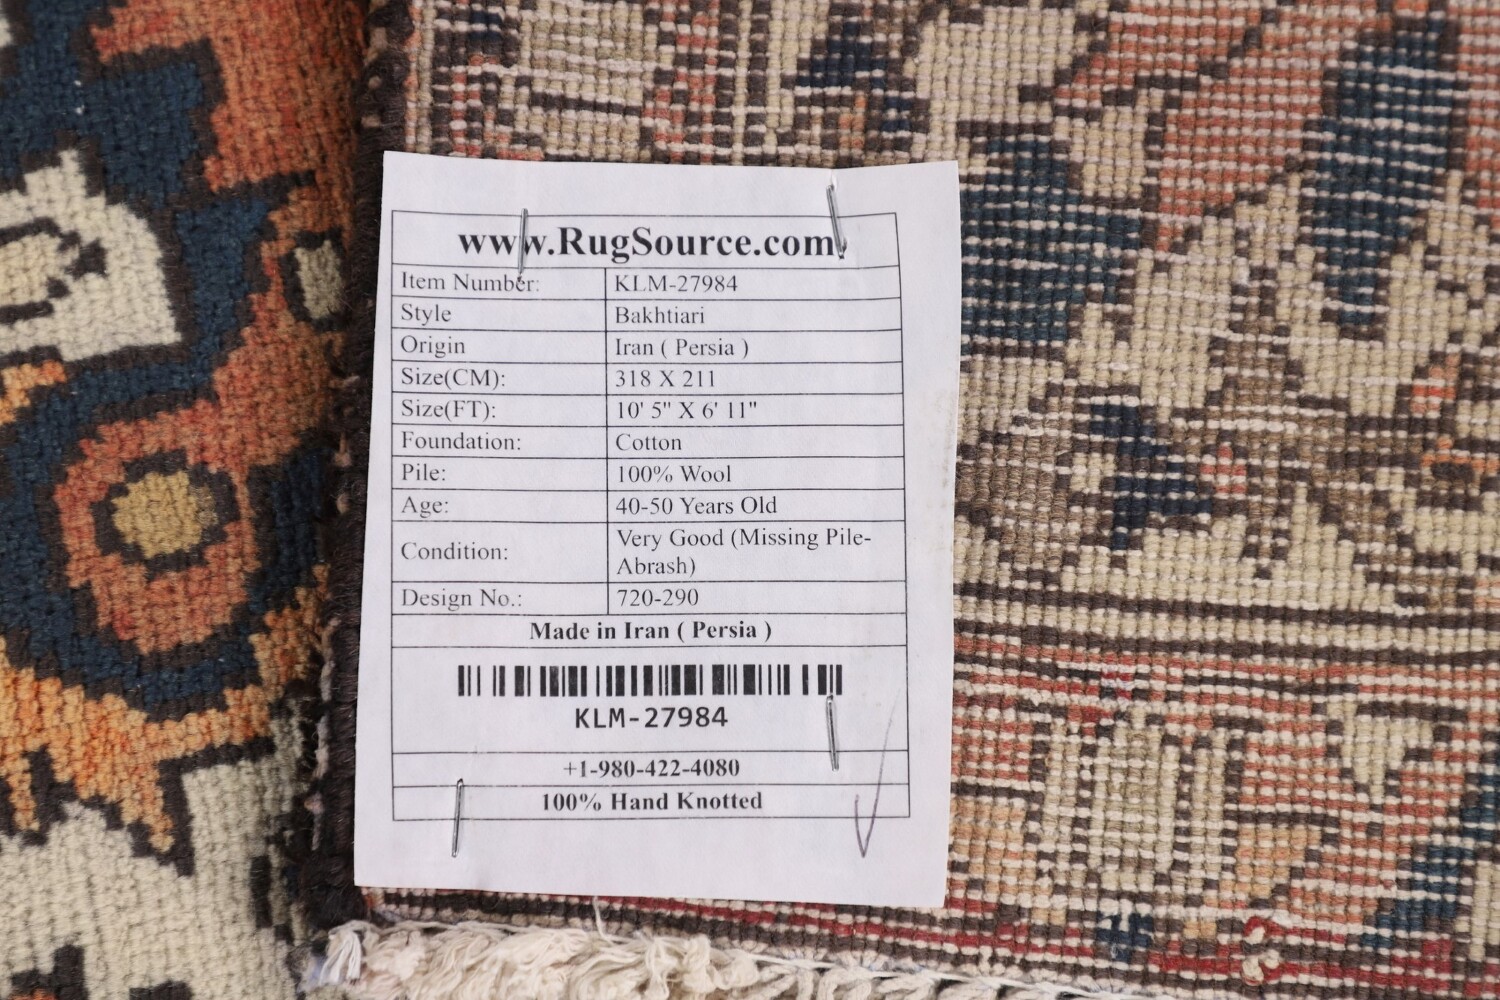 www.RugSource.com
Item Number: KLM-27984
Style Bakhtiari
Origin Iran ( Persia )
Size(CM): 318 X 211
Size(FT): 10' 5" X 6' 11"
Foundation: Cotton
Pile: 100% Wool
Age: 40-50 Years Old
Condition: Very Good (Missing Pile-
Abrash)
Design No.: 720-290
Made in Iran ( Persia )
KLM-27984
+1-980-422-4080
100% Hand Knotted